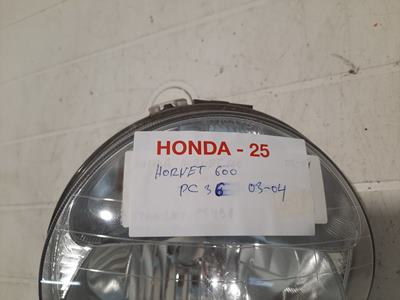 HONDA - 25
HORNET 600
PC36 03-04